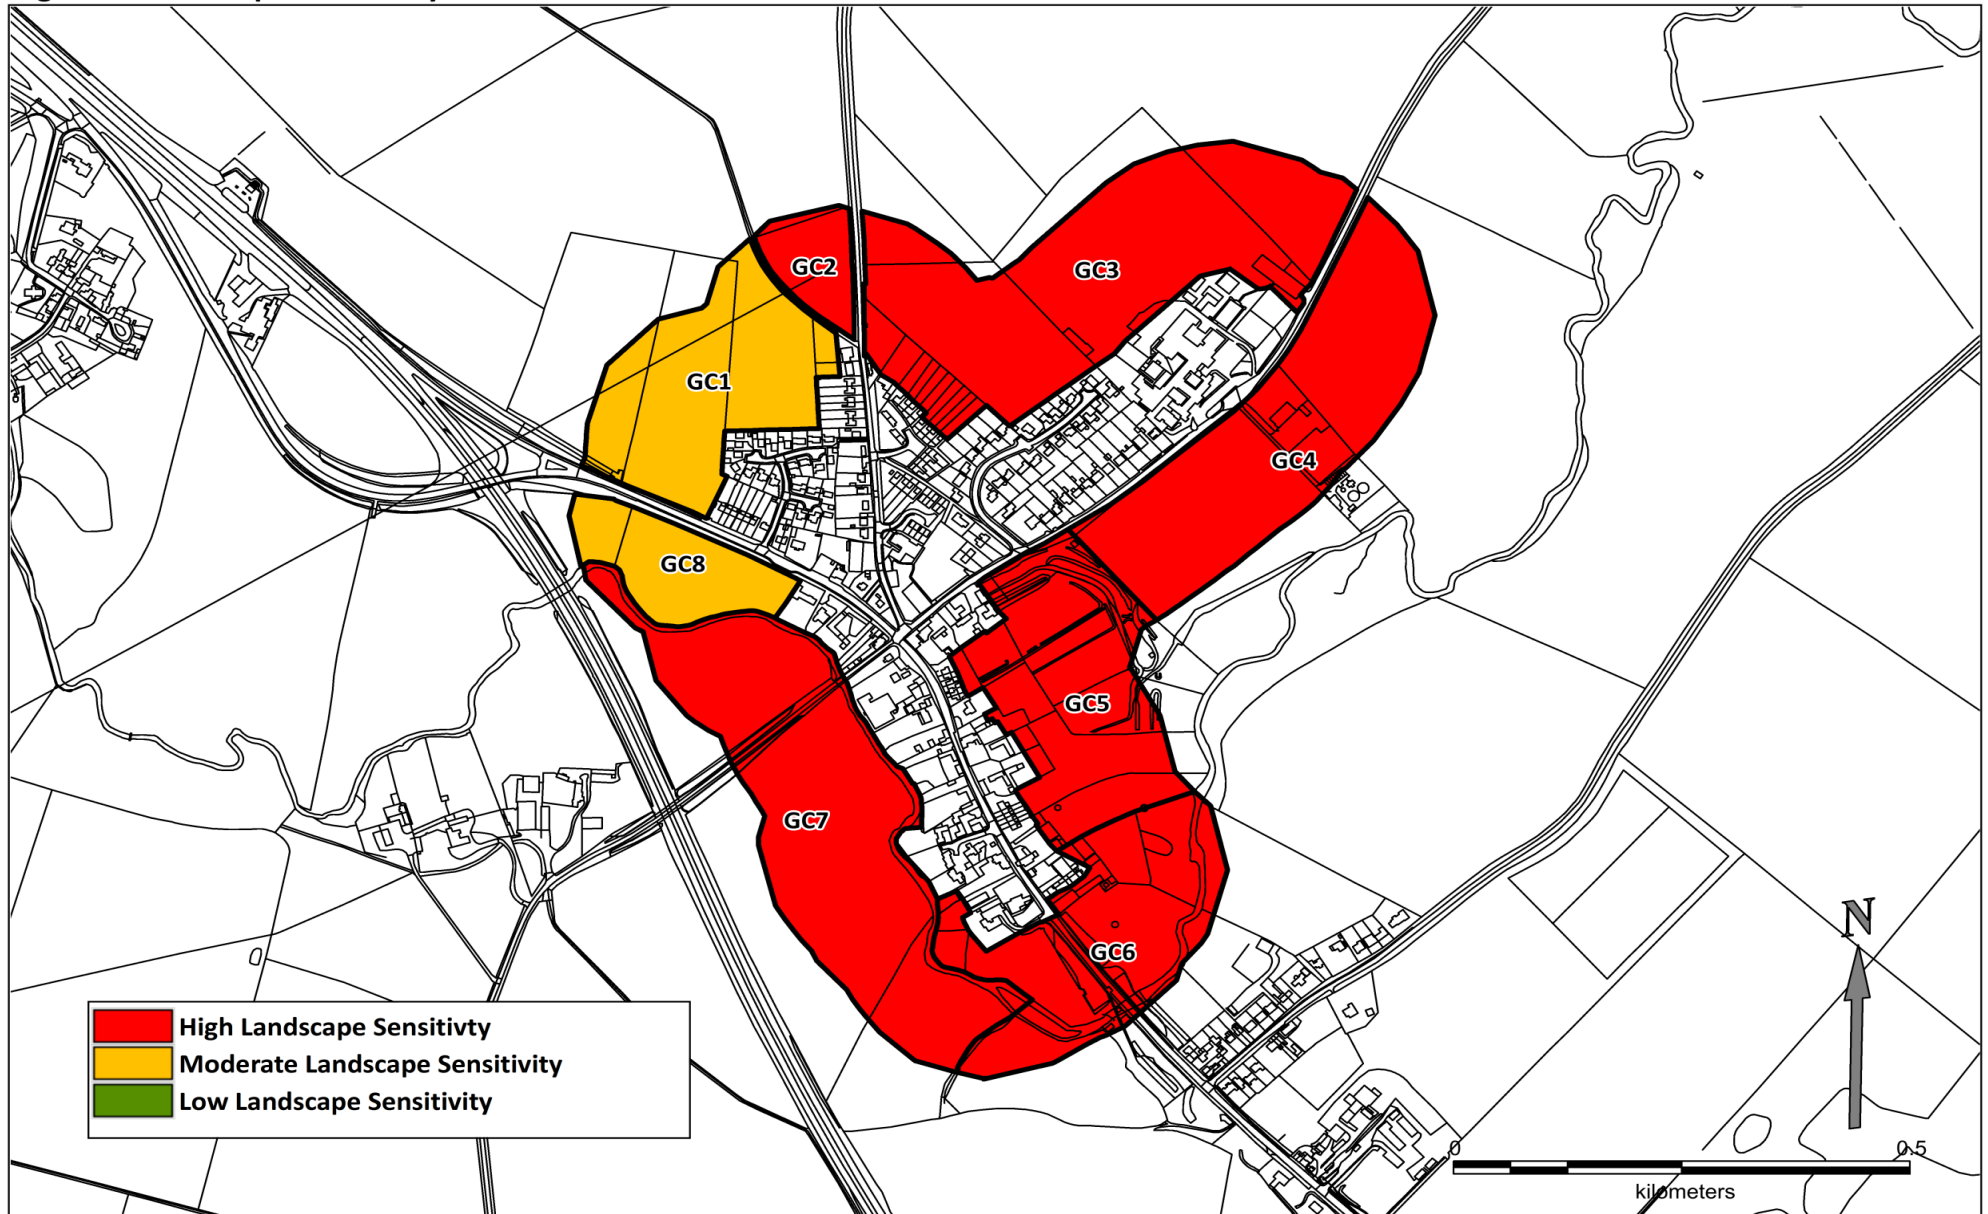 GC2
GC3
GC1
GC4
GC8
GC5
GC7
GC6
N
High Landscape Sensitivty
Moderate Landscape Sensitivity
Low Landscape Sensitivity
0 0.5
kilometers